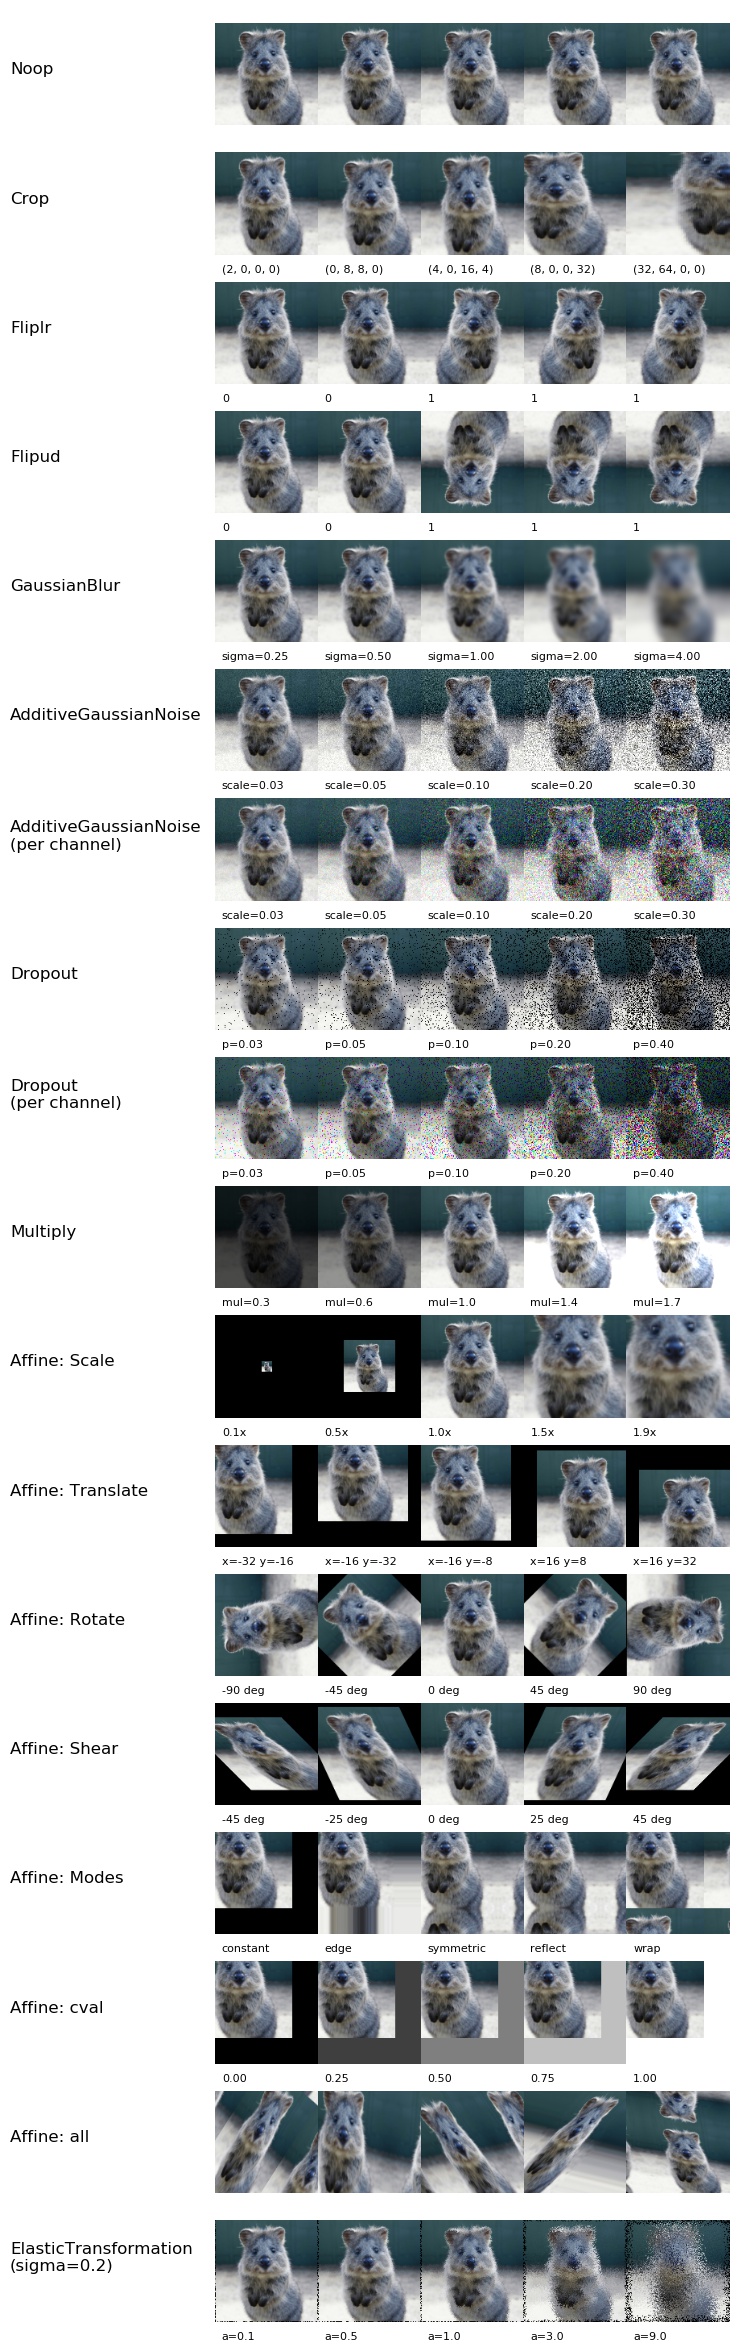 Noop
Crop
(2, 0, 0, 0) (0, 8, 8, 0) (4, 0, 16, 4) (8, 0, 0, 32) (32, 64, 0, 0)
Fliplr
0 0 1 1 1
Flipud
0 0 1 1 1
GaussianBlur
sigma=0.25 sigma=0.50 sigma=1.00 sigma=2.00 sigma=4.00
AdditiveGaussianNoise
scale=0.03 scale=0.05 scale=0.10 scale=0.20 scale=0.30
AdditiveGaussianNoise
(per channel)
scale=0.03 scale=0.05 scale=0.10 scale=0.20 scale=0.30
Dropout
p=0.03 p=0.05 p=0.10 p=0.20 p=0.40
Dropout
(per channel)
p=0.03 p=0.05 p=0.10 p=0.20 p=0.40
Multiply
mul=0.3 mul=0.6 mul=1.0 mul=1.4 mul=1.7
Affine: Scale
0.1x 0.5x 1.0x 1.5x 1.9x
Affine: Translate
x=-32 y=-16 x=-16 y=-32 x=-16 y=-8 x=16 y=8 x=16 y=32
Affine: Rotate
-90 deg -45 deg 0 deg 45 deg 90 deg
Affine: Shear
-45 deg -25 deg 0 deg 25 deg 45 deg
Affine: Modes
constant edge symmetric reflect wrap
Affine: cval
0.00 0.25 0.50 0.75 1.00
Affine: all
ElasticTransformation
(sigma=0.2)
a=0.1 a=0.5 a=1.0 a=3.0 a=9.0